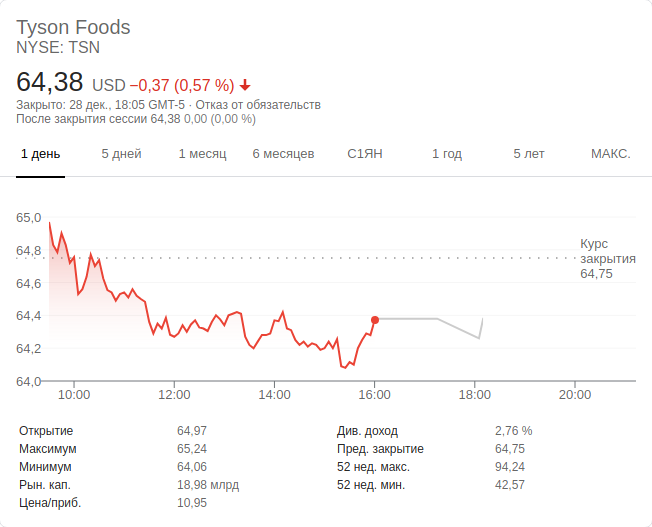 Tyson Foods
NYSE: TSN
64,38 USD −0,37 (0,57 %)
Закрыто: 28 дек., 18:05 GMT-5 · Отказ от обязательств
После закрытия сессии 64,38 0,00 (0,00 %)
1 день 5 дней 1 месяц 6 месяцев С1ЯН 1 год 5 лет МАКС.
65,0
64,8
64,6
64,4
64,2
64,0
Курс
закрытия
64,75
10:00 12:00 14:00 16:00 18:00 20:00
Открытие 64,97 Див. доход 2,76 %
Максимум 65,24 Пред. закрытие 64,75
Минимум 64,06 52 нед. макс. 94,24
Рын. кап. 18,98 млрд 52 нед. мин. 42,57
Цена/приб. 10,95